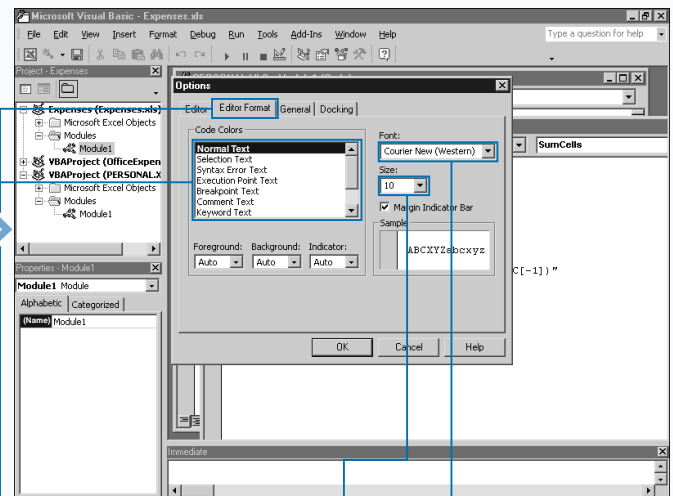 Microsoft Visual Basic - Expenses.xls
File Edit View Insert Format Debug Run Tools Add-Ins Window Help
Type a question for help
Project - Expenses
Expenses (Expenses.xls)
Microsoft Excel Objects
Modules
Module1
VBAProject (OfficeExpen
VBAProject (PERSONAL.X
Microsoft Excel Objects
Modules
Module1
Properties - Module1
Module1 Module
Alphabetic Categorized
(Name) Module1
Options
Editor Editor Format General Docking
Code Colors
Normal Text
Selection Text
Syntax Error Text
Execution Point Text
Breakpoint Text
Comment Text
Keyword Text
Foreground: Background: Indicator:
Auto Auto Auto
Font:
Courier New (Western)
Size:
10
Margin Indicator Bar
Sample
ABCXYZabcxyz
OK Cancel Help
SumCells
C[-1])"
Immediate